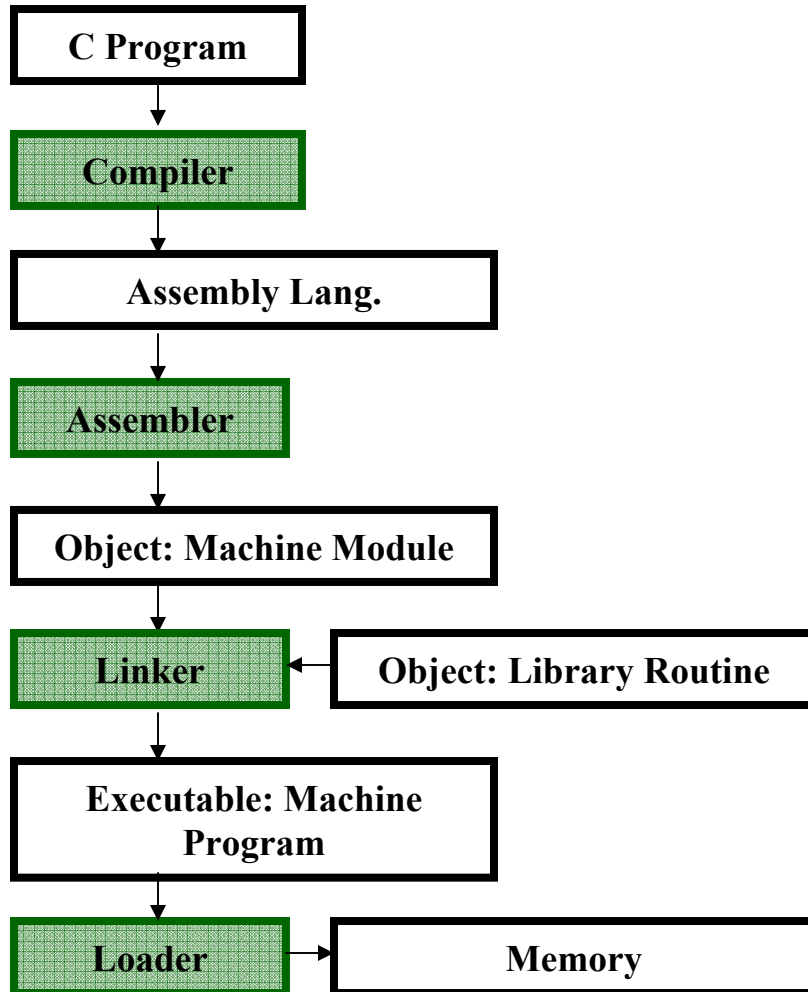 C Program
Compiler
Assembly Lang.
Assembler
Object: Machine Module
Linker
Object: Library Routine
Executable: Machine
Program
Loader
Memory